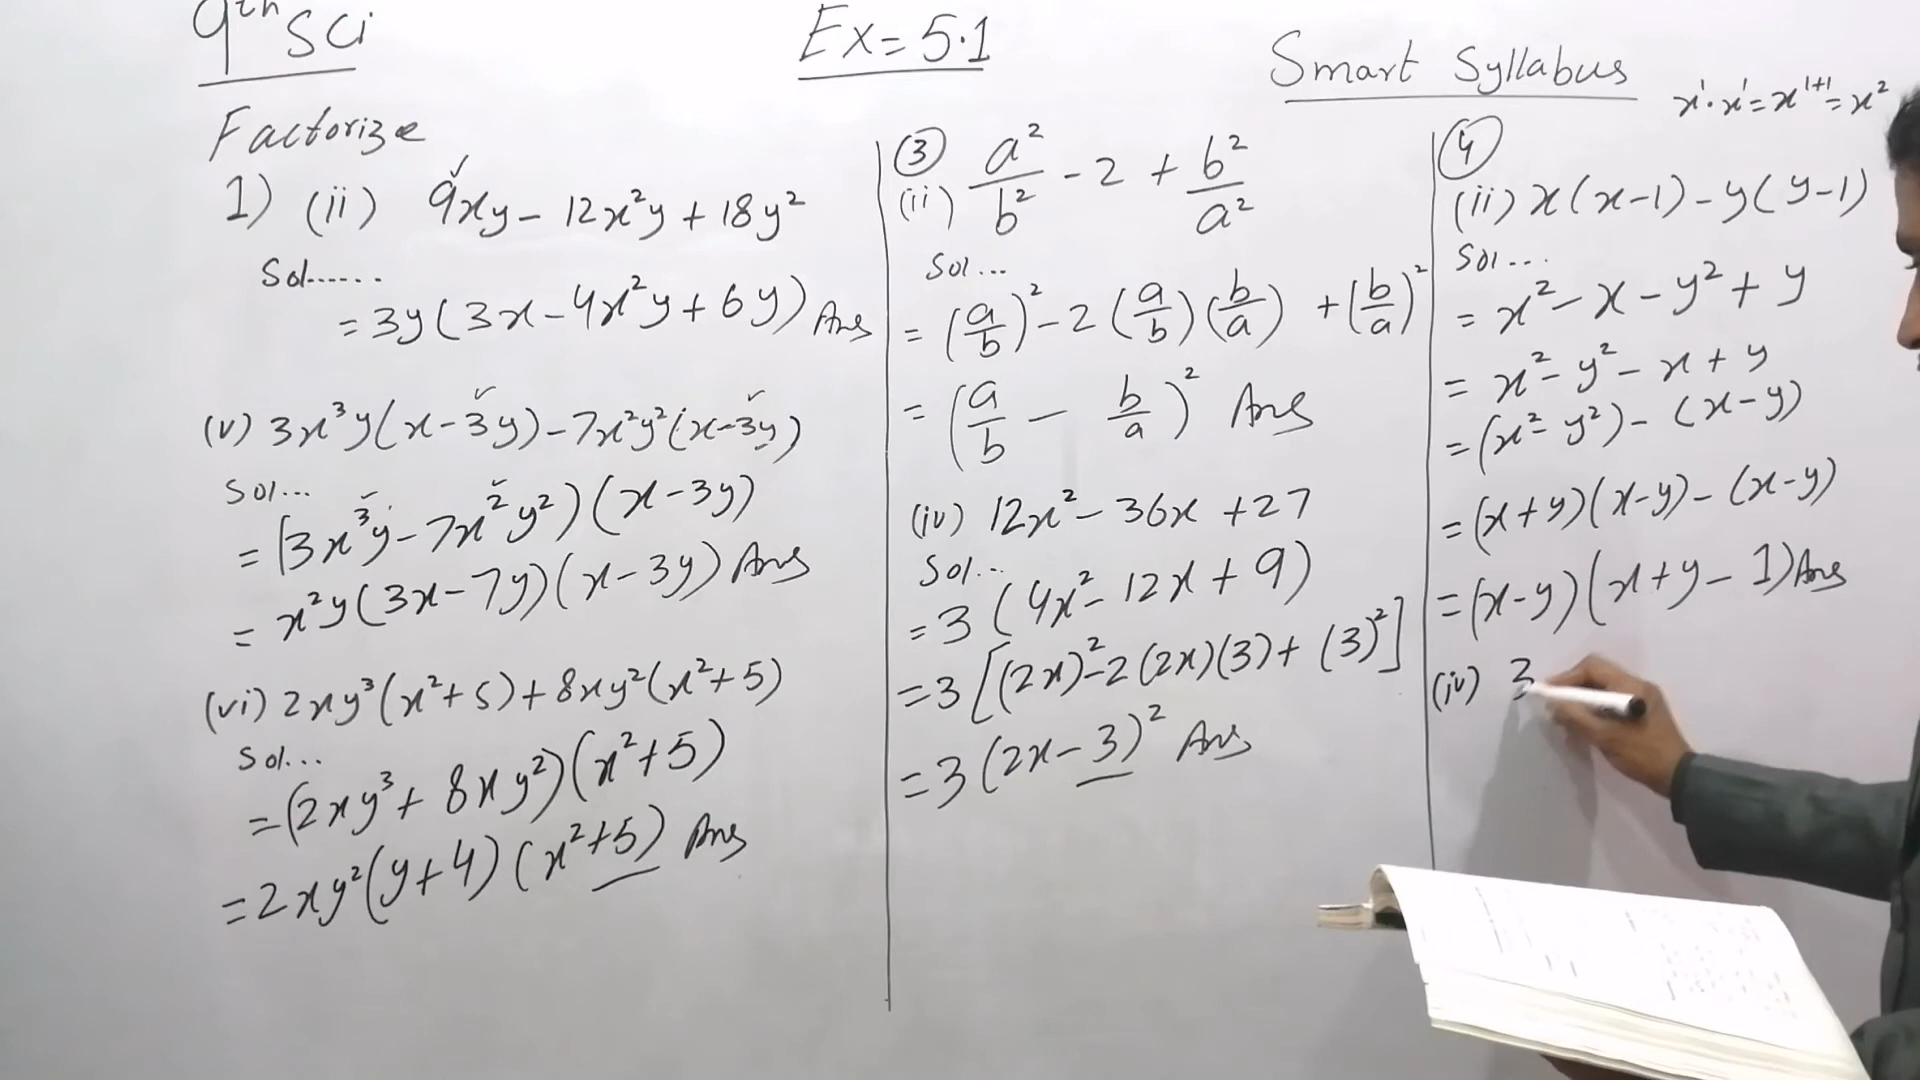 9th Sci
Ex = 5.1
Smart Syllabus
x¹·x¹ = x¹⁺¹ = x²
Factorize
1) (ii) 9xy - 12x²y + 18y²
Sol......
= 3y(3x - 4x²y + 6y) Ans
(v) 3x³y(x - 3y) - 7x²y²(x - 3y)
Sol...
= (3x³y - 7x²y²)(x - 3y)
= x²y(3x - 7y)(x - 3y) Ans
(vi) 2xy³(x² + 5) + 8xy²(x² + 5)
Sol...
= (2xy³ + 8xy²)(x² + 5)
= 2xy²(y + 4)(x² + 5) Ans
③
(ii) a²/b² - 2 + b²/a²
Sol...
= (a/b)² - 2(a/b)(b/a) + (b/a)²
= (a/b - b/a)² Ans
(iv) 12x² - 36x + 27
Sol...
= 3(4x² - 12x + 9)
= 3[(2x)² - 2(2x)(3) + (3)²]
= 3(2x - 3)² Ans
④
(ii) x(x - 1) - y(y - 1)
Sol...
= x² - x - y² + y
= x² - y² - x + y
= (x² - y²) - (x - y)
= (x + y)(x - y) - (x - y)
= (x - y)(x + y - 1) Ans
(iv) 3